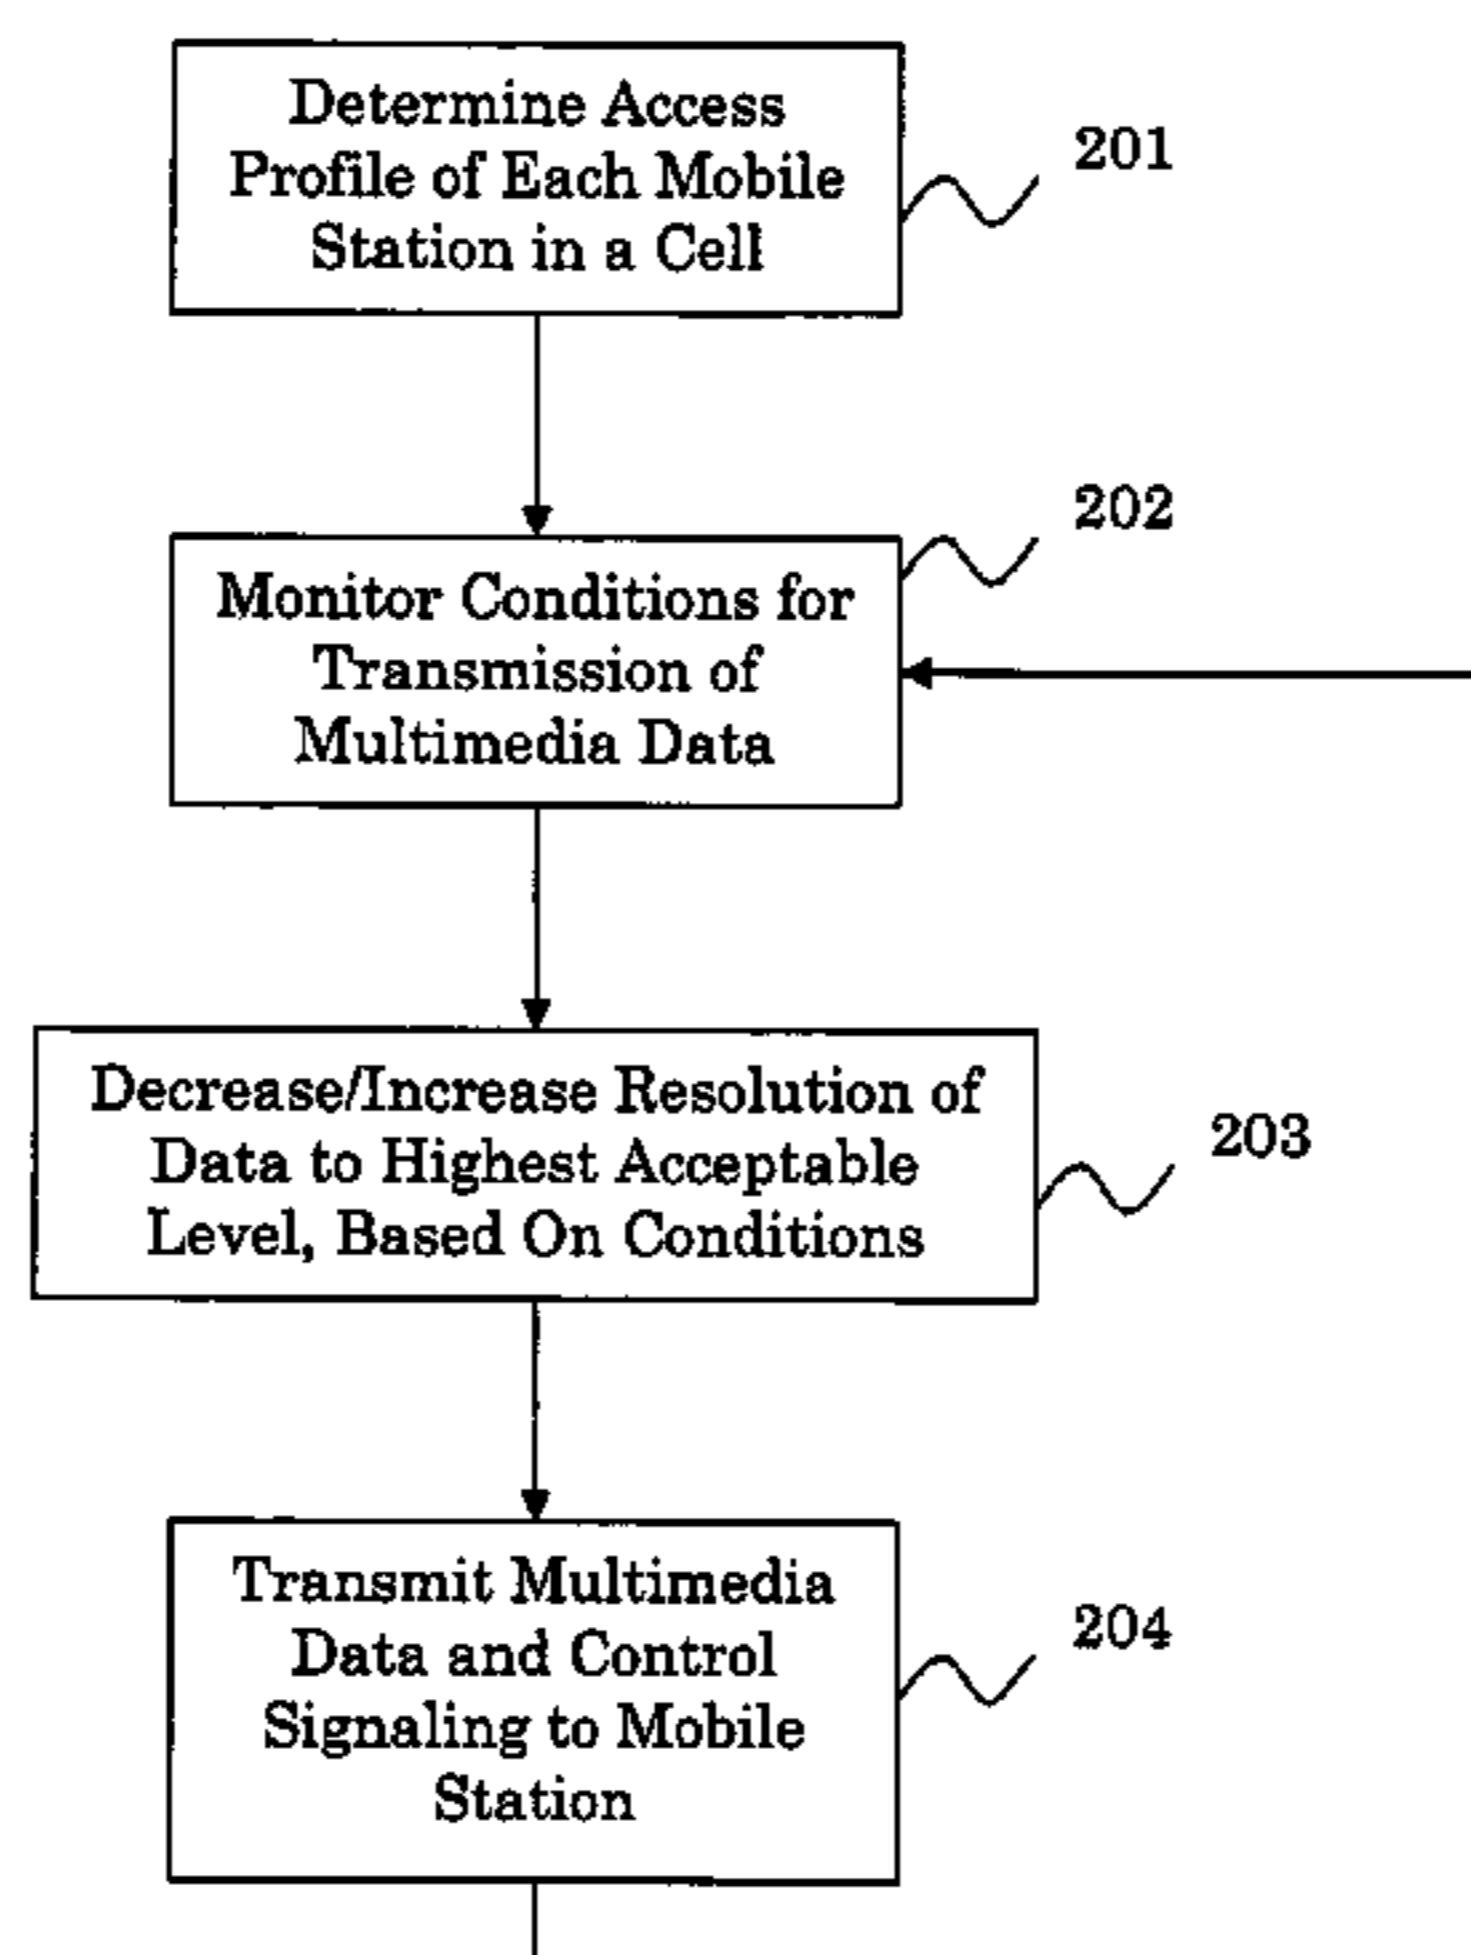 Determine Access
Profile of Each Mobile
Station in a Cell
201
Monitor Conditions for
Transmission of
Multimedia Data
202
Decrease/Increase Resolution of
Data to Highest Acceptable
Level, Based On Conditions
203
Transmit Multimedia
Data and Control
Signaling to Mobile
Station
204